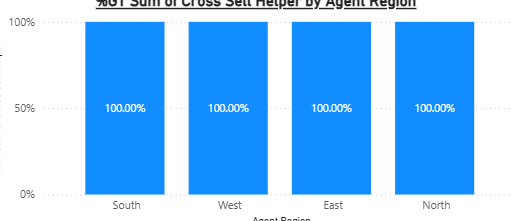 %GT Sum of Cross Sell Helper by Agent Region
100%
100.00% 100.00% 100.00% 100.00%
50%
0%
South West East North
Agent Region